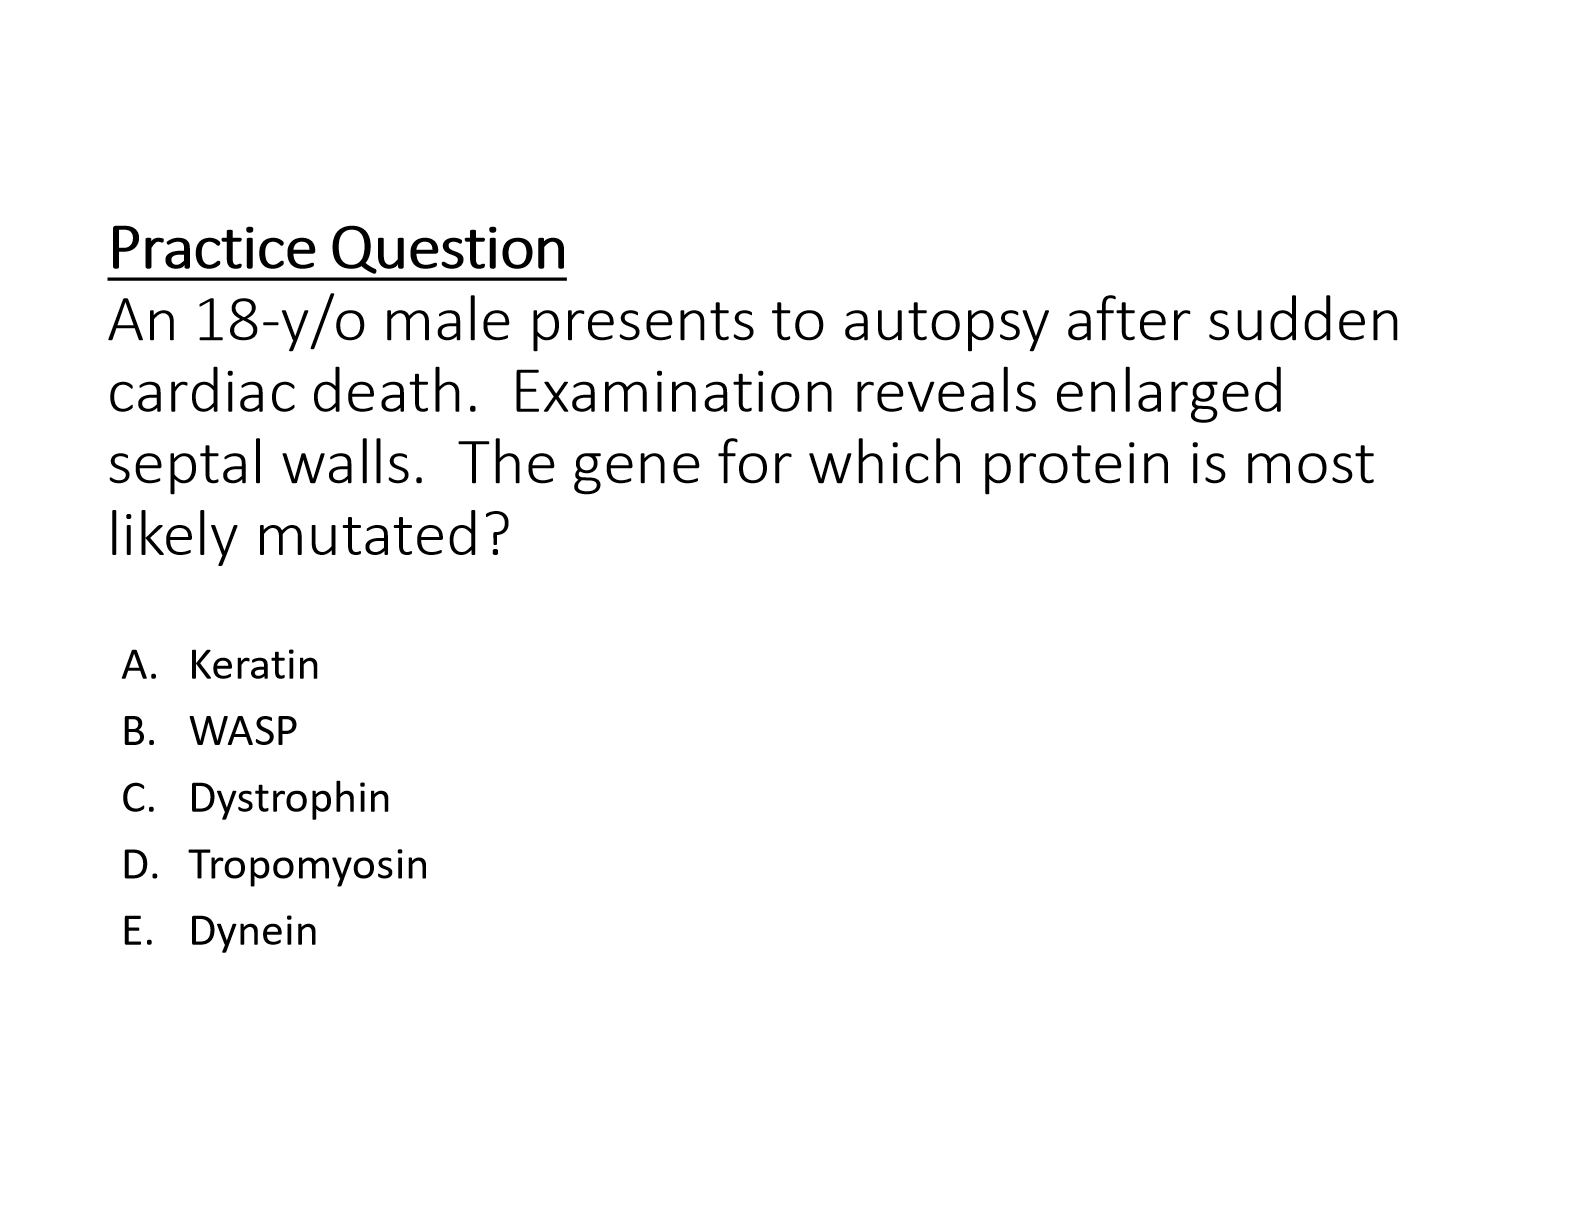 Practice Question
An 18-y/o male presents to autopsy after sudden
cardiac death.  Examination reveals enlarged
septal walls.  The gene for which protein is most
likely mutated?
A. Keratin
B. WASP
C. Dystrophin
D. Tropomyosin
E. Dynein